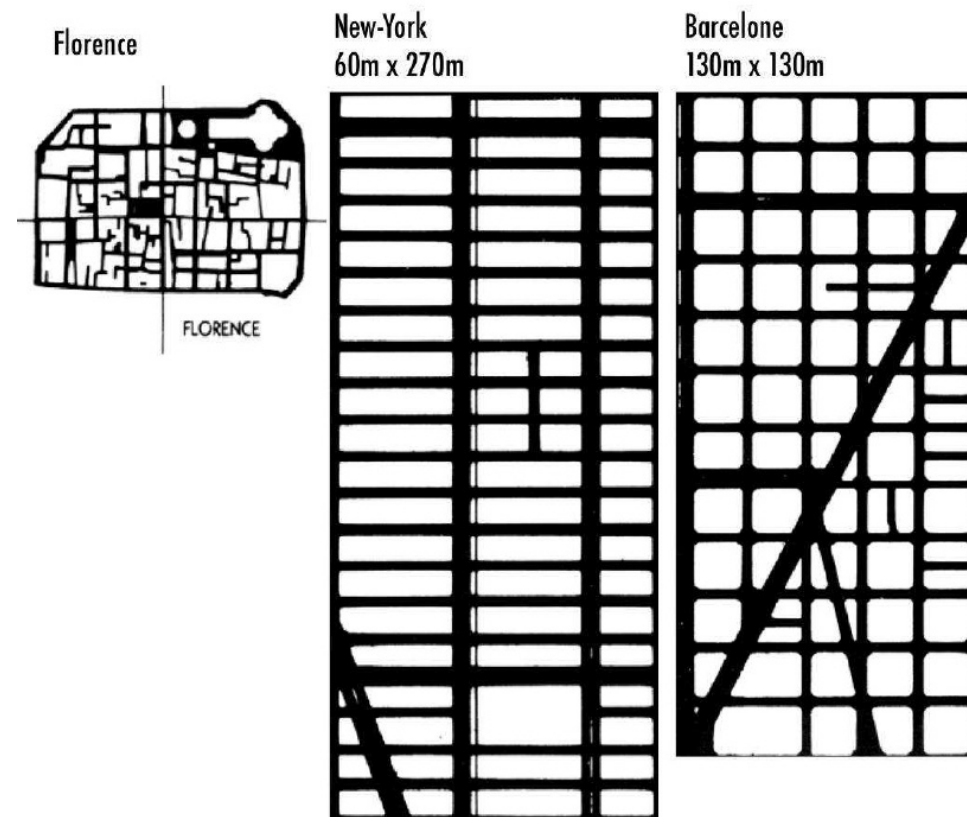 Florence
FLORENCE
New-York
60m x 270m
Barcelone
130m x 130m